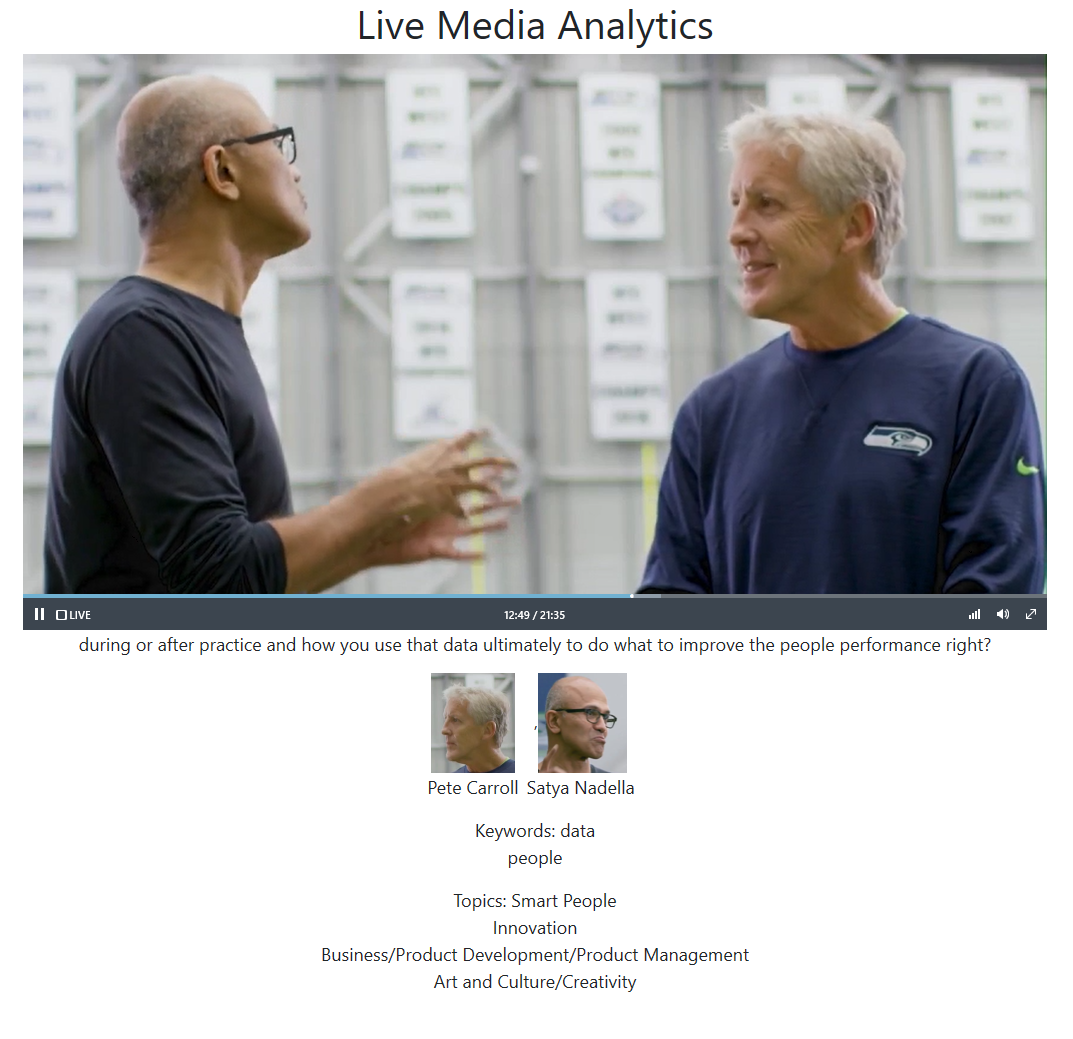 Live Media Analytics
LIVE
12:49 / 21:35
during or after practice and how you use that data ultimately to do what to improve the people performance right?
Pete Carroll Satya Nadella
Keywords: data
people
Topics: Smart People
Innovation
Business/Product Development/Product Management
Art and Culture/Creativity